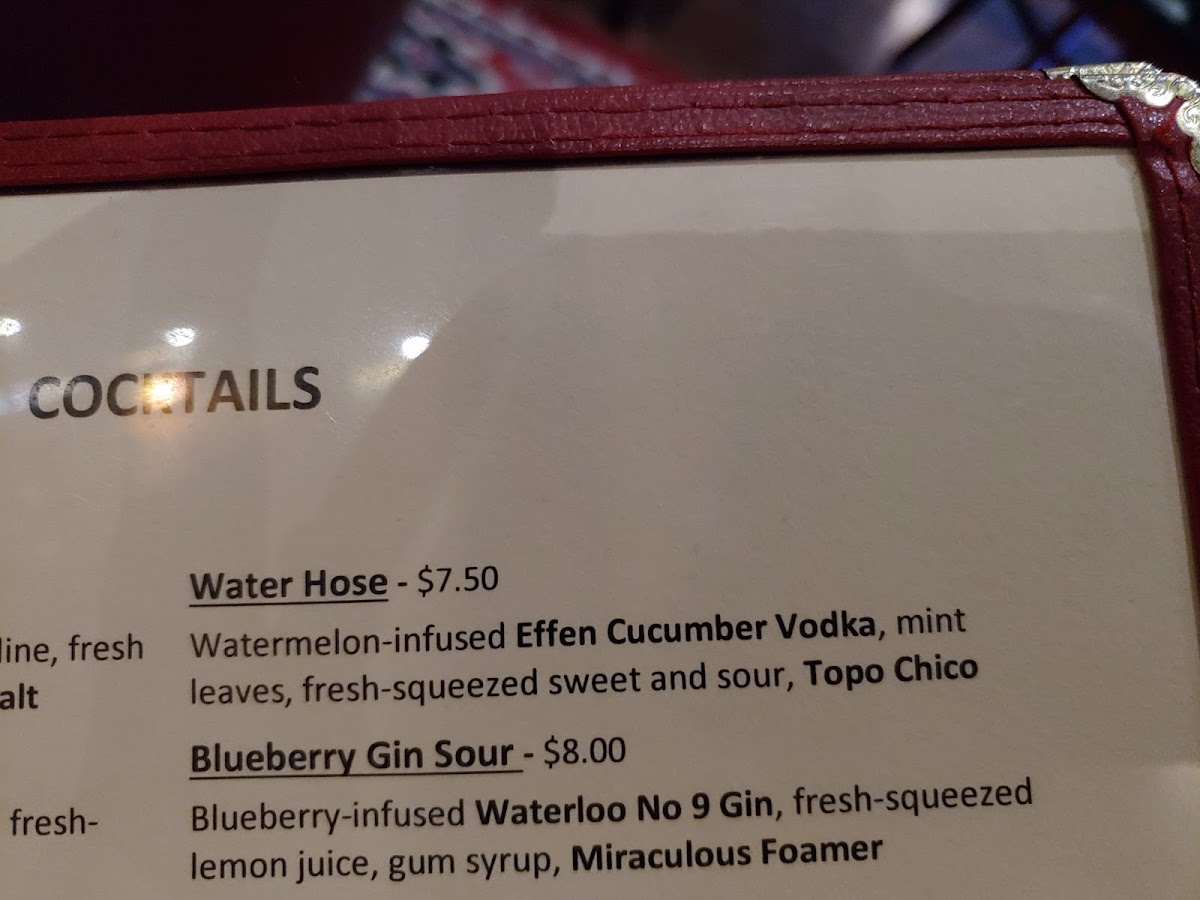 COCKTAILS
Water Hose - $7.50
Watermelon-infused Effen Cucumber Vodka, mint
leaves, fresh-squeezed sweet and sour, Topo Chico
Blueberry Gin Sour - $8.00
Blueberry-infused Waterloo No 9 Gin, fresh-squeezed
lemon juice, gum syrup, Miraculous Foamer
line, fresh
alt
fresh-